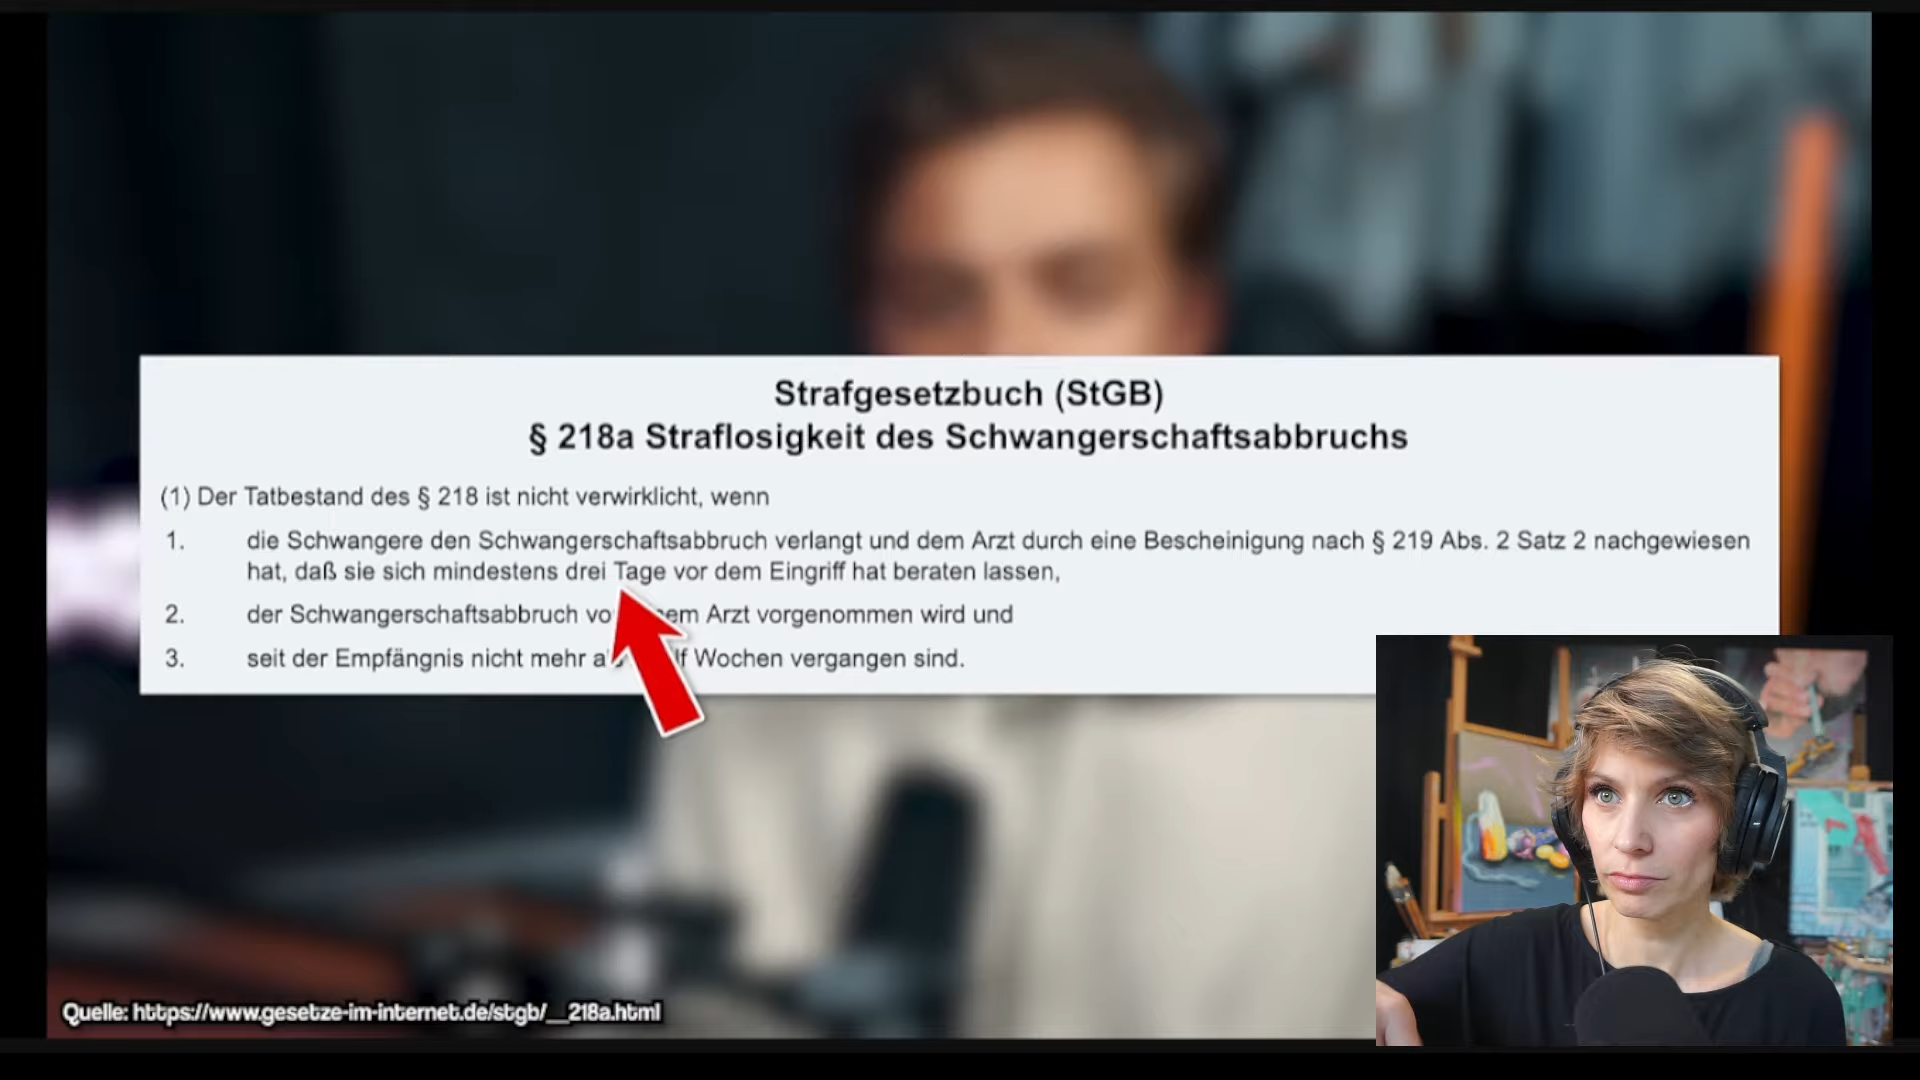 Strafgesetzbuch (StGB)
§ 218a Straflosigkeit des Schwangerschaftsabbruchs
(1) Der Tatbestand des § 218 ist nicht verwirklicht, wenn
1. die Schwangere den Schwangerschaftsabbruch verlangt und dem Arzt durch eine Bescheinigung nach § 219 Abs. 2 Satz 2 nachgewiesen
hat, daß sie sich mindestens drei Tage vor dem Eingriff hat beraten lassen,
2. der Schwangerschaftsabbruch Arzt vorgenommen wird und
3. seit der Empfängnis nicht mehr Wochen vergangen sind.
Quelle: https://www.gesetze-im-internet.de/stgb/__218a.html